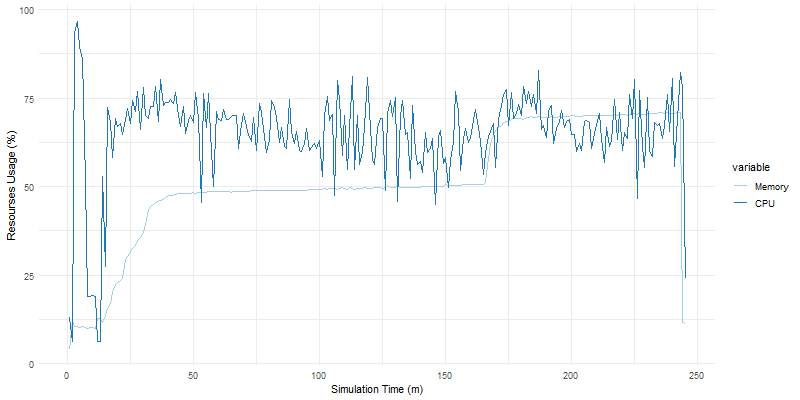 100
75
50
25
0
Resourses Usage (%)
0 50 100 150 200 250
Simulation Time (m)
variable
Memory
CPU